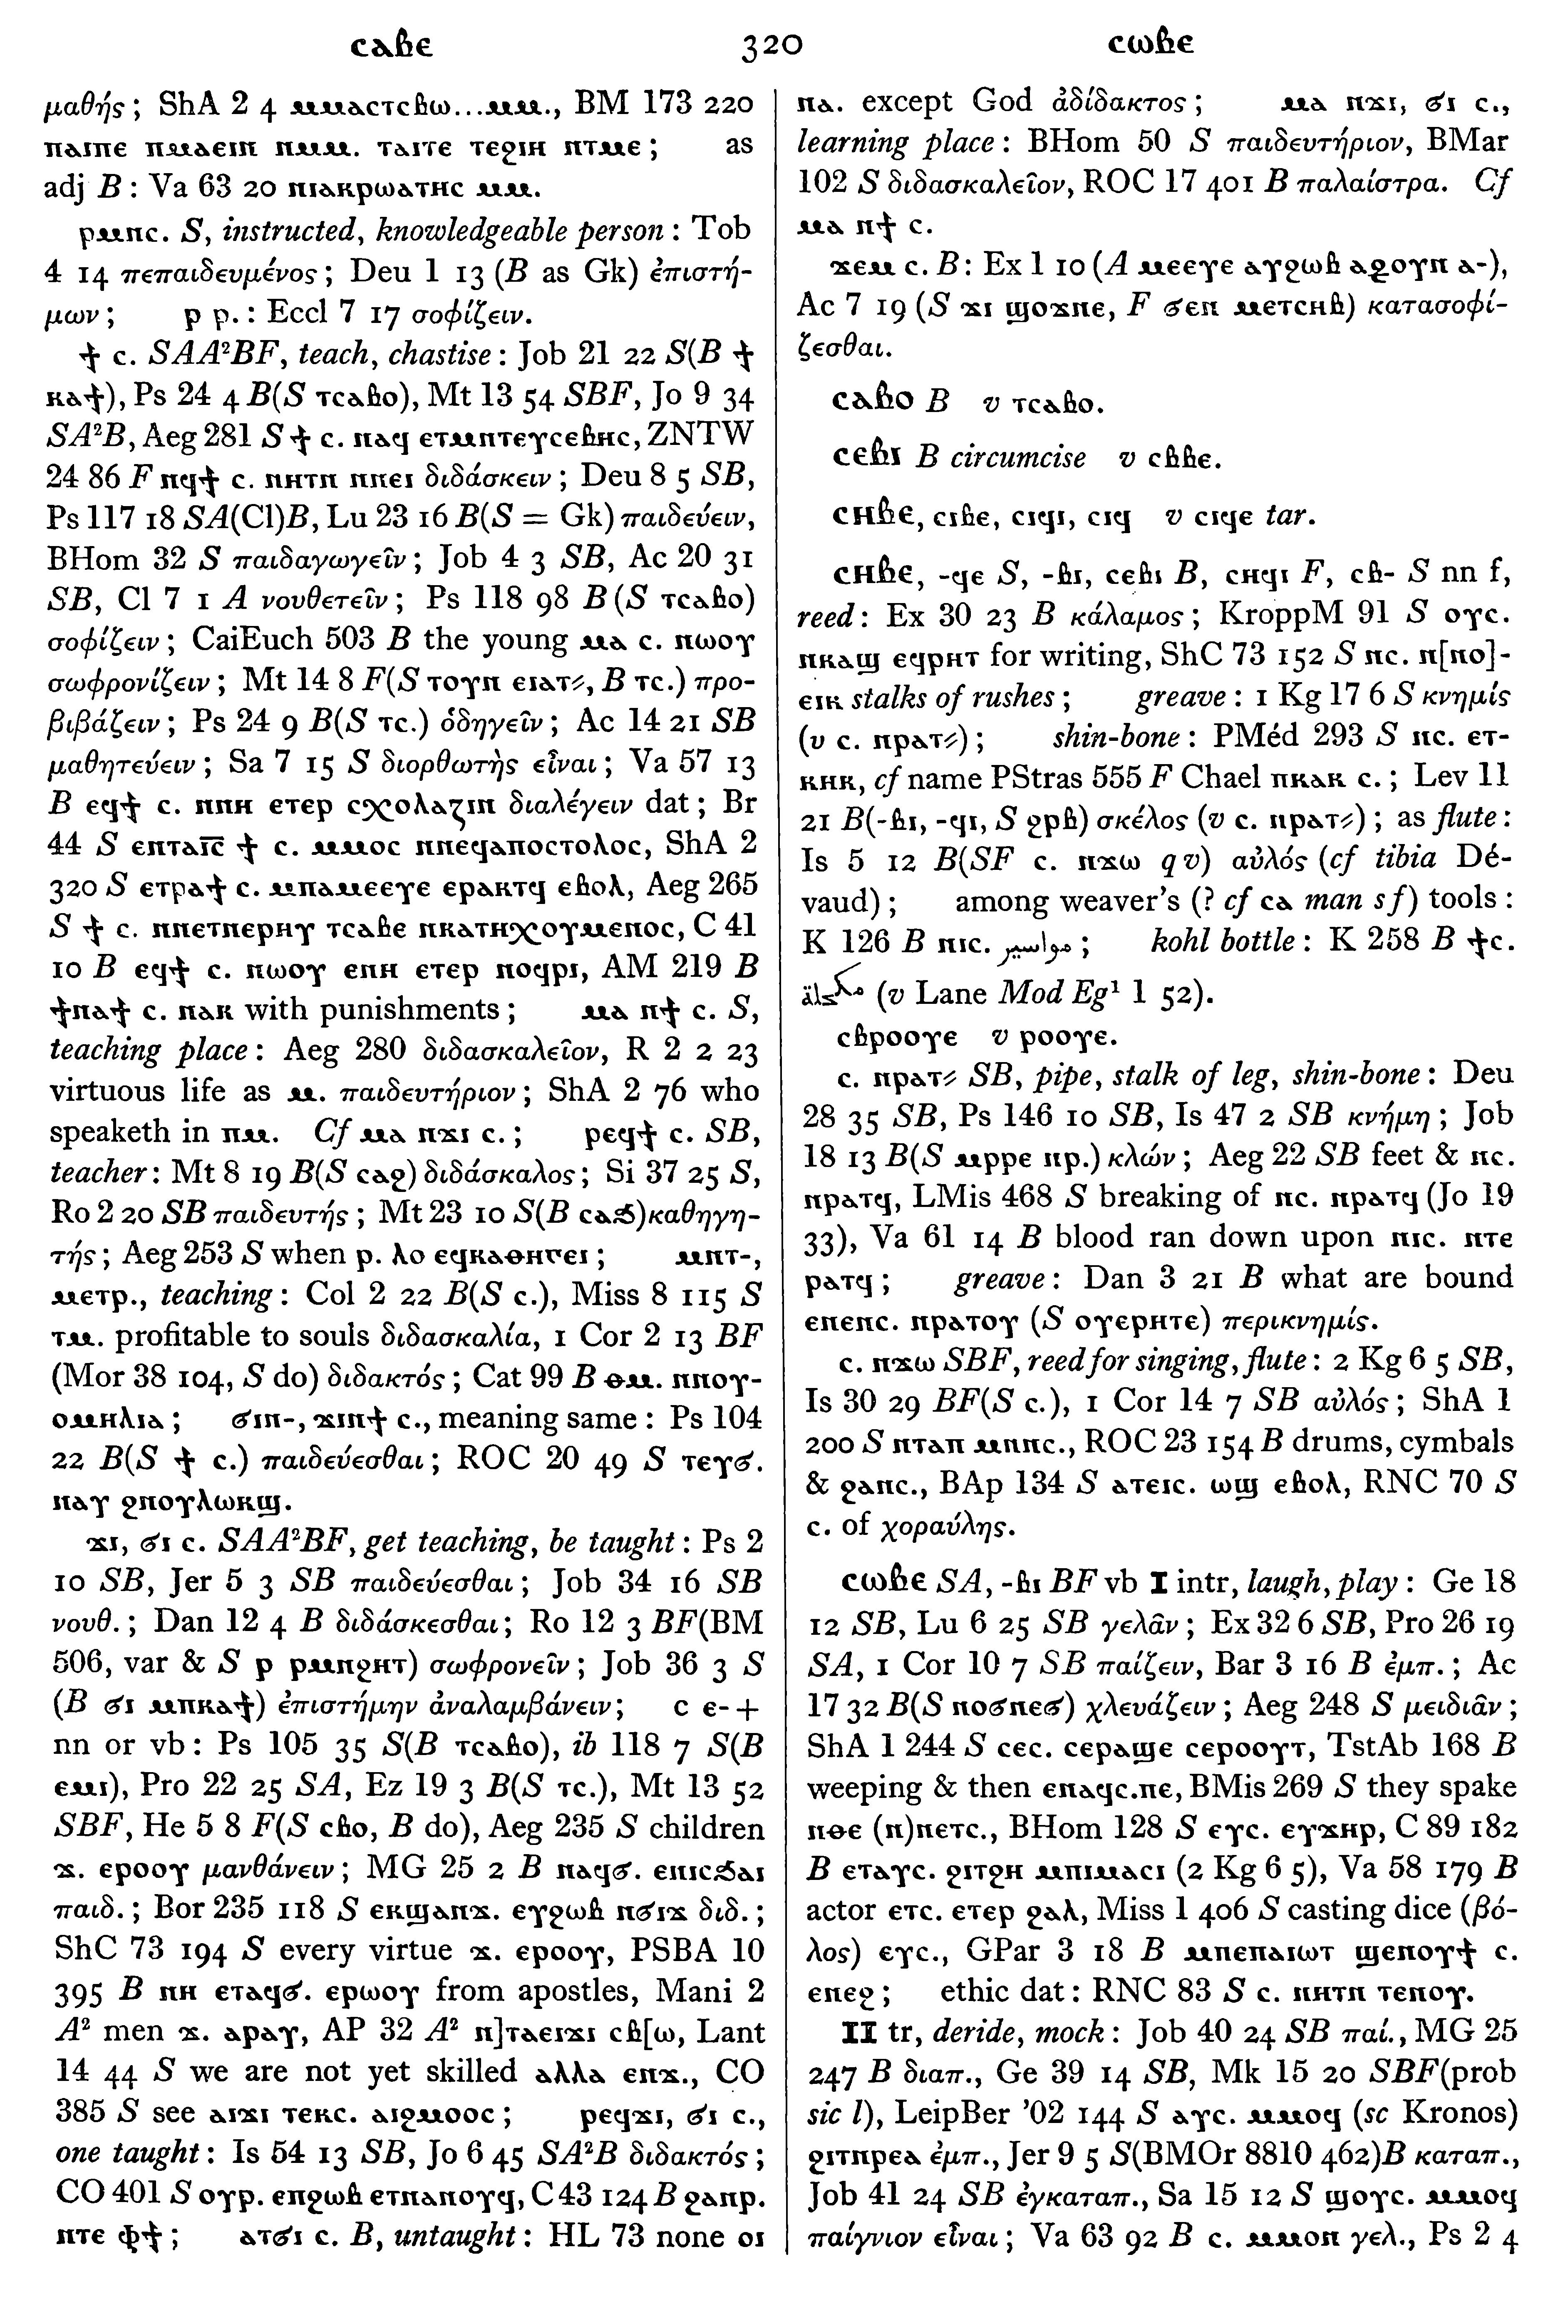 ⲥⲁⲃⲉ 320 ⲥⲱⲃⲉ
μαθής ; ShA 2 4 ⲙⲙⲁⲥⲧⲥⲃⲱ...ⲙⲙ., BM 173 220
ⲛⲁⲓⲛⲉ ⲛⲙⲁⲉⲓⲛ ⲛⲙⲙ. ⲧⲁⲓⲧⲉ ⲧⲉϩⲓⲏ ⲛⲧⲙⲉ ; as
adj B : Va 63 20 ⲡⲓⲁⲕⲣⲱⲁⲧⲏⲥ ⲙⲙ.
ⲣⲙⲛⲥ. S, instructed, knowledgeable person : Tob
4 14 πεπαιδευμένος ; Deu 1 13 (B as Gk) ἐπιστή-
μων ; ⲣ ⲣ. : Eccl 7 17 σοφίζειν.
ϯ ⲥ. SAA²BF, teach, chastise : Job 21 22 S(B ϯ
ⲕⲁϯ), Ps 24 4 B(S ⲧⲥⲁⲃⲟ), Mt 13 54 SBF, Jo 9 34
SA²B, Aeg 281 S ϯ ⲥ. ⲛⲁϥ ⲉⲧⲙⲛⲧⲉⲩⲥⲉⲃⲏⲥ, ZNTW
24 86 F ⲛϥϯ ⲥ. ⲛⲏⲧⲛ ⲛⲛⲉⲓ διδάσκειν ; Deu 8 5 SB,
Ps 117 18 SA(Cl)B, Lu 23 16 B(S = Gk) παιδεύειν,
BHom 32 S παιδαγωγεῖν ; Job 4 3 SB, Ac 20 31
SB, Cl 7 1 A νουθετεῖν ; Ps 118 98 B (S ⲧⲥⲁⲃⲟ)
σοφίζειν ; CaiEuch 503 B the young ⲙⲁ ⲥ. ⲛⲱⲟⲩ
σωφρονίζειν ; Mt 14 8 F(S ⲧⲟⲩⲛ ⲉⲓⲁⲧ⸗, B ⲧⲥ.) προ-
βιβάζειν ; Ps 24 9 B(S ⲧⲥ.) ὁδηγεῖν ; Ac 14 21 SB
μαθητεύειν ; Sa 7 15 S διορθωτὴς εἶναι ; Va 57 13
B ⲉϥϯ ⲥ. ⲛⲛⲏ ⲉⲧⲉⲣ ⲥⲭⲟⲗⲁⲍⲓⲛ διαλέγειν dat ; Br
44 S ⲉⲛⲧⲁⲓ̅ⲥ̅ ϯ ⲥ. ⲙⲙⲟⲥ ⲛⲛⲉϥⲁⲡⲟⲥⲧⲟⲗⲟⲥ, ShA 2
320 S ⲉⲧⲣⲁϯ ⲥ. ⲙⲡⲁⲙⲉⲉⲩⲉ ⲉⲣⲁⲕⲧϥ ⲉⲃⲟⲗ, Aeg 265
S ϯ ⲥ. ⲛⲛⲉⲧⲛⲉⲣⲏⲩ ⲧⲥⲁⲃⲉ ⲛⲕⲁⲧⲏⲭⲟⲩⲙⲉⲛⲟⲥ, C 41
10 B ⲉϥϯ ⲥ. ⲛⲱⲟⲩ ⲉⲡⲏ ⲉⲧⲉⲣ ⲛⲟϥⲣⲓ, AM 219 B
ϯⲛⲁϯ ⲥ. ⲛⲁⲕ with punishments ; ⲙⲁ ⲛϯ ⲥ. S,
teaching place : Aeg 280 διδασκαλεῖον, R 2 2 23
virtuous life as ⲙ. παιδευτήριον ; ShA 2 76 who
speaketh in ⲡⲙ. Cf ⲙⲁ ⲛϫⲓ ⲥ. ; ⲣⲉϥϯ ⲥ. SB,
teacher : Mt 8 19 B(S ⲥⲁϩ) διδάσκαλος ; Si 37 25 S,
Ro 2 20 SB παιδευτής ; Mt 23 10 S(B ⲥⲁϧ)καθηγη-
τής ; Aeg 253 S when ⲣ. ⲗⲟ ⲉϥⲕⲁⲑⲏⲅⲉⲓ ; ⲙⲛⲧ-,
ⲙⲉⲧⲣ., teaching : Col 2 22 B(S ⲥ.), Miss 8 115 S
ⲧⲙ. profitable to souls διδασκαλία, 1 Cor 2 13 BF
(Mor 38 104, S do) διδακτός ; Cat 99 B ⲑⲙ. ⲛⲛⲟⲩ-
ⲟⲙⲏⲗⲓⲁ ; ϭⲓⲛ-, ϫⲓⲛϯ ⲥ., meaning same : Ps 104
22 B(S ϯ ⲥ.) παιδεύεσθαι ; ROC 20 49 S ⲧⲉⲩϭ.
ⲛⲁⲩ ϩⲛⲟⲩⲗⲱⲕϣ.
ϫⲓ, ϭⲓ ⲥ. SAA²BF, get teaching, be taught : Ps 2
10 SB, Jer 5 3 SB παιδεύεσθαι ; Job 34 16 SB
νουθ. ; Dan 12 4 B διδάσκεσθαι ; Ro 12 3 BF(BM
506, var & S ⲣ ⲣⲙⲛϩⲏⲧ) σωφρονεῖν ; Job 36 3 S
(B ϭⲓ ⲙⲡⲕⲁϯ) ἐπιστήμην ἀναλαμβάνειν ; ⲥ ⲉ- +
nn or vb : Ps 105 35 S(B ⲧⲥⲁⲃⲟ), ib 118 7 S(B
ⲉⲙⲓ), Pro 22 25 SA, Ez 19 3 B(S ⲧⲥ.), Mt 13 52
SBF, He 5 8 F(S ⲥⲃⲟ, B do), Aeg 235 S children
ϫ. ⲉⲣⲟⲟⲩ μανθάνειν ; MG 25 2 B ⲛⲁϥϭ. ⲉⲡⲓⲥϧⲁⲓ
παιδ. ; Bor 235 118 S ⲉⲕϣⲁⲛϫ. ⲉⲩϩⲱⲃ ⲛϭⲓϫ διδ. ;
ShC 73 194 S every virtue ϫ. ⲉⲣⲟⲟⲩ, PSBA 10
395 B ⲛⲏ ⲉⲧⲁϥϭ. ⲉⲣⲱⲟⲩ from apostles, Mani 2
A² men ϫ. ⲁⲣⲁⲩ, AP 32 A² ⲛ]ⲧⲁⲉⲓϫⲓ ⲥⲃ[ⲱ, Lant
14 44 S we are not yet skilled ⲁⲗⲗⲁ ⲉⲛϫ., CO
385 S see ⲁⲓϫⲓ ⲧⲉⲕⲥ. ⲁⲓϩⲙⲟⲟⲥ ; ⲣⲉϥϫⲓ, ϭⲓ ⲥ.,
one taught : Is 54 13 SB, Jo 6 45 SA²B διδακτός ;
CO 401 S ⲟⲩⲣ. ⲉⲛϩⲱⲃ ⲉⲧⲛⲁⲛⲟⲩϥ, C 43 124 B ϩⲁⲛⲣ.
ⲛⲧⲉ ⲫϯ ; ⲁⲧϭⲓ ⲥ. B, untaught : HL 73 none ⲟⲓ
ⲛⲁ. except God ἀδίδακτος ; ⲙⲁ ⲛϫⲓ, ϭⲓ ⲥ.,
learning place : BHom 50 S παιδευτήριον, BMar
102 S διδασκαλεῖον, ROC 17 401 B παλαίστρα. Cf
ⲙⲁ ⲛϯ ⲥ.
ϫⲉⲙ ⲥ. B : Ex 1 10 (A ⲙⲉⲉⲩⲉ ⲁⲩϩⲱⲃ ⲁϩⲟⲩⲛ ⲁ-),
Ac 7 19 (S ϫⲓ ϣⲟϫⲛⲉ, F ϭⲉⲛ ⲙⲉⲧⲥⲏⲃ) κατασοφί-
ζεσθαι.
ⲥⲁⲃⲟ B v ⲧⲥⲁⲃⲟ.
ⲥⲉⲃⲓ B circumcise v ⲥⲃⲃⲉ.
ⲥⲏⲃⲉ, ⲥⲓⲃⲉ, ⲥⲓϥⲓ, ⲥⲓϥ v ⲥⲓϥⲉ tar.
ⲥⲏⲃⲉ, -ϥⲉ S, -ⲃⲓ, ⲥⲉⲃⲓ B, ⲥⲏϥⲓ F, ⲥⲃ- S nn f,
reed : Ex 30 23 B κάλαμος ; KroppM 91 S ⲟⲩⲥ.
ⲛⲕⲁϣ ⲉϥⲣⲏⲧ for writing, ShC 73 152 S ⲛⲥ. ⲛ[ⲛⲟ]-
ⲉⲓⲕ stalks of rushes ; greave : 1 Kg 17 6 S κνημίς
(v ⲥ. ⲛⲣⲁⲧ⸗) ; shin-bone : PMéd 293 S ⲛⲥ. ⲉⲧ-
ⲕⲏⲕ, cf name PStras 555 F Chael ⲡⲕⲁⲕ ⲥ. ; Lev 11
21 B(-ⲃⲓ, -ϥⲓ, S ϩⲣⲃ) σκέλος (v ⲥ. ⲛⲣⲁⲧ⸗) ; as flute :
Is 5 12 B(SF ⲥ. ⲛϫⲱ q v) αὐλός (cf tibia Dé-
vaud) ; among weaver's (? cf ⲥⲁ man s f) tools :
K 126 B ⲛⲓⲥ. مواسير ; kohl bottle : K 258 B ϯⲥ.
مكحلة (v Lane Mod Eg¹ 1 52).
ⲥⲃⲣⲟⲟⲩⲉ v ⲣⲟⲟⲩⲉ.
ⲥ. ⲛⲣⲁⲧ⸗ SB, pipe, stalk of leg, shin-bone : Deu
28 35 SB, Ps 146 10 SB, Is 47 2 SB κνήμη ; Job
18 13 B(S ⲙⲣⲣⲉ ⲛⲣ.) κλών ; Aeg 22 SB feet & ⲛⲥ.
ⲛⲣⲁⲧϥ, LMis 468 S breaking of ⲛⲥ. ⲛⲣⲁⲧϥ (Jo 19
33), Va 61 14 B blood ran down upon ⲛⲓⲥ. ⲛⲧⲉ
ⲣⲁⲧϥ ; greave : Dan 3 21 B what are bound
ⲉⲛⲉⲛⲥ. ⲛⲣⲁⲧⲟⲩ (S ⲟⲩⲉⲣⲏⲧⲉ) περικνημίς.
ⲥ. ⲛϫⲱ SBF, reed for singing, flute : 2 Kg 6 5 SB,
Is 30 29 BF(S ⲥ.), 1 Cor 14 7 SB αὐλός ; ShA 1
200 S ⲛⲧⲁⲡ ⲙⲛⲛⲥ., ROC 23 154 B drums, cymbals
& ϩⲁⲛⲥ., BAp 134 S ⲁⲧⲉⲓⲥ. ⲱϣ ⲉⲃⲟⲗ, RNC 70 S
ⲥ. of χοραύλης.
ⲥⲱⲃⲉ SA, -ⲃⲓ BF vb I intr, laugh, play : Ge 18
12 SB, Lu 6 25 SB γελᾶν ; Ex 32 6 SB, Pro 26 19
SA, 1 Cor 10 7 SB παίζειν, Bar 3 16 B ἐμπ. ; Ac
17 32 B(S ⲛⲟϭⲛⲉϭ) χλευάζειν ; Aeg 248 S μειδιᾶν ;
ShA 1 244 S ⲥⲉⲥ. ⲥⲉⲣⲁϣⲉ ⲥⲉⲣⲟⲟⲩⲧ, TstAb 168 B
weeping & then ⲉⲛⲁϥⲥ.ⲡⲉ, BMis 269 S they spake
ⲛⲑⲉ (ⲛ)ⲛⲉⲧⲥ., BHom 128 S ⲉⲩⲥ. ⲉⲩϫⲏⲣ, C 89 182
B ⲉⲧⲁⲩⲥ. ϩⲓⲧϩⲏ ⲙⲡⲓⲙⲁⲥⲓ (2 Kg 6 5), Va 58 179 B
actor ⲉⲧⲥ. ⲉⲧⲉⲣ ϩⲁⲗ, Miss 1 406 S casting dice (βό-
λος) ⲉⲩⲥ., GPar 3 18 B ⲙⲡⲉⲛⲁⲓⲱⲧ ϣⲉⲛⲟⲩϯ ⲥ.
ⲉⲛⲉϩ ; ethic dat : RNC 83 S ⲥ. ⲛⲏⲧⲛ ⲧⲉⲛⲟⲩ.
II tr, deride, mock : Job 40 24 SB παί., MG 25
247 B διαπ., Ge 39 14 SB, Mk 15 20 SBF(prob
sic l), LeipBer '02 144 S ⲁⲩⲥ. ⲙⲙⲟϥ (sc Kronos)
ϩⲓⲧⲛⲣⲉⲁ ἐμπ., Jer 9 5 S(BMOr 8810 462)B καταπ.,
Job 41 24 SB ἐγκαταπ., Sa 15 12 S ϣⲟⲩⲥ. ⲙⲙⲟϥ
παίγνιον εἶναι ; Va 63 92 B ⲥ. ⲙⲙⲟⲛ γελ., Ps 2 4